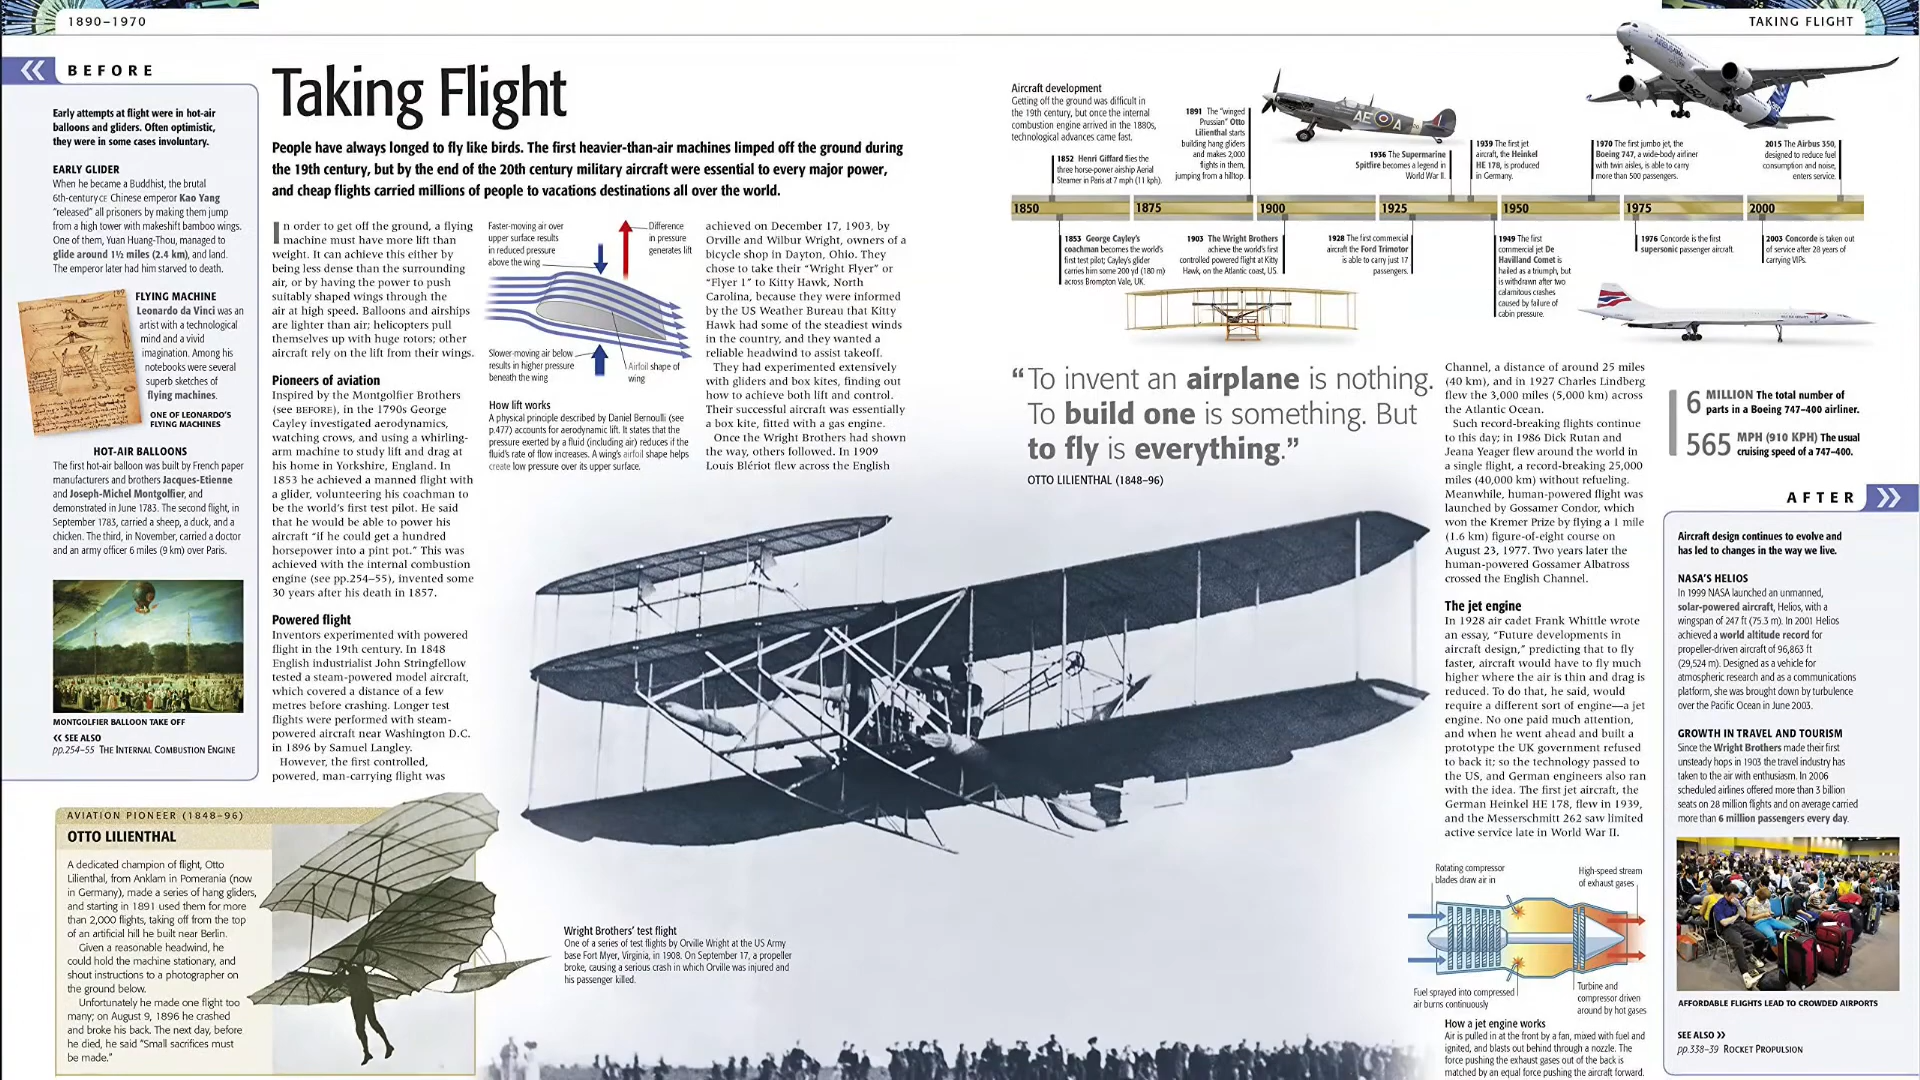 1890–1970
TAKING FLIGHT
BEFORE
Early attempts at flight were in hot-air
balloons and gliders. Often optimistic,
they were in some cases involuntary.
EARLY GLIDER
When he became a Buddhist, the brutal
6th-century CE Chinese emperor Kao Yang
"released" all prisoners by making them jump
from a high tower with makeshift bamboo wings.
One of them, Yuan Huang-Thou, managed to
glide around 1½ miles (2.4 km), and land.
The emperor later had him starved to death.
FLYING MACHINE
Leonardo da Vinci was an
artist with a technological
mind and a vivid
imagination. Among his
notebooks were several
superb sketches of
flying machines.
ONE OF LEONARDO'S
FLYING MACHINES
HOT-AIR BALLOONS
The first hot-air balloon was built by French paper
manufacturers and brothers Jacques-Etienne
and Joseph-Michel Montgolfier, and
demonstrated in June 1783. The second flight, in
September 1783, carried a sheep, a duck, and a
chicken. The third, in November, carried a doctor
and an army officer 6 miles (9 km) over Paris.
MONTGOLFIER BALLOON TAKE OFF
« SEE ALSO
pp.254–55 THE INTERNAL COMBUSTION ENGINE
Taking Flight
People have always longed to fly like birds. The first heavier-than-air machines limped off the ground during
the 19th century, but by the end of the 20th century military aircraft were essential to every major power,
and cheap flights carried millions of people to vacations destinations all over the world.
In order to get off the ground, a flying
machine must have more lift than
weight. It can achieve this either by
being less dense than the surrounding
air, or by having the power to push
suitably shaped wings through the
air at high speed. Balloons and airships
are lighter than air; helicopters pull
themselves up with huge rotors; other
aircraft rely on the lift from their wings.
Pioneers of aviation
Inspired by the Montgolfier Brothers
(see BEFORE), in the 1790s George
Cayley investigated aerodynamics,
watching crows, and using a whirling-
arm machine to study lift and drag at
his home in Yorkshire, England. In
1853 he achieved a manned flight with
a glider, volunteering his coachman to
be the world's first test pilot. He said
that he would be able to power his
aircraft "if he could get a hundred
horsepower into a pint pot." This was
achieved with the internal combustion
engine (see pp.254–55), invented some
30 years after his death in 1857.
Powered flight
Inventors experimented with powered
flight in the 19th century. In 1848
English industrialist John Stringfellow
tested a steam-powered model aircraft,
which covered a distance of a few
metres before crashing. Longer test
flights were performed with steam-
powered aircraft near Washington D.C.
in 1896 by Samuel Langley.
However, the first controlled,
powered, man-carrying flight was
Faster-moving air over
upper surface results
in reduced pressure
above the wing
Difference
in pressure
generates lift
Slower-moving air below
results in higher pressure
beneath the wing
Airfoil shape of
wing
How lift works
A physical principle described by Daniel Bernoulli (see
p.477) accounts for aerodynamic lift. It states that the
pressure exerted by a fluid (including air) reduces if the
fluid's rate of flow increases. A wing's airfoil shape helps
create low pressure over its upper surface.
achieved on December 17, 1903, by
Orville and Wilbur Wright, owners of a
bicycle shop in Dayton, Ohio. They
chose to take their "Wright Flyer" or
"Flyer 1" to Kitty Hawk, North
Carolina, because they were informed
by the US Weather Bureau that Kitty
Hawk had some of the steadiest winds
in the country, and they wanted a
reliable headwind to assist takeoff.
They had experimented extensively
with gliders and box kites, finding out
how to achieve both lift and control.
Their successful aircraft was essentially
a box kite, fitted with a gas engine.
Once the Wright Brothers had shown
the way, others followed. In 1909
Louis Blériot flew across the English
AVIATION PIONEER (1848–96)
OTTO LILIENTHAL
A dedicated champion of flight, Otto
Lilienthal, from Anklam in Pomerania (now
in Germany), made a series of hang gliders,
and starting in 1891 used them for more
than 2,000 flights, taking off from the top
of an artificial hill he built near Berlin.
Given a reasonable headwind, he
could hold the machine stationary, and
shout instructions to a photographer on
the ground below.
Unfortunately he made one flight too
many; on August 9, 1896 he crashed
and broke his back. The next day, before
he died, he said "Small sacrifices must
be made."
Wright Brothers' test flight
One of a series of test flights by Orville Wright at the US Army
base Fort Myer, Virginia, in 1908. On September 17, a propeller
broke, causing a serious crash in which Orville was injured and
his passenger killed.
Aircraft development
Getting off the ground was difficult in
the 19th century, but once the internal
combustion engine arrived in the 1880s,
technological advances came fast.
1852 Henri Giffard flies the
three horse-power airship Aerial
Steamer in Paris at 7 mph (11 kph).
1891 The "winged
Prussian" Otto
Lilienthal starts
building hang gliders
and makes 2,000
flights in them,
jumping from a hilltop.
AE A
1936 The Supermarine
Spitfire becomes a legend in
World War II.
1939 The first jet
aircraft, the Heinkel
HE 178, is produced
in Germany.
1970 The first jumbo jet, the
Boeing 747, a wide-body airliner
with twin aisles, is able to carry
more than 500 passengers.
A350
2015 The Airbus 350,
designed to reduce fuel
consumption and noise,
enters service.
1850
1875
1900
1925
1950
1975
2000
1853 George Cayley's
coachman becomes the world's
first test pilot; Cayley's glider
carries him some 200 yd (180 m)
across Brompton Vale, UK.
1903 The Wright Brothers
achieve the world's first
controlled powered flight at Kitty
Hawk, on the Atlantic coast, US.
1928 The first commercial
aircraft the Ford Trimotor
is able to carry just 17
passengers.
1949 The first
commercial jet De
Havilland Comet is
hailed as a triumph, but
is withdrawn after two
calamitous crashes
caused by failure of
cabin pressure.
1976 Concorde is the first
supersonic passenger aircraft.
2003 Concorde is taken out
of service after 28 years of
carrying VIPs.
"To invent an airplane is nothing.
To build one is something. But
to fly is everything."
OTTO LILIENTHAL (1848–96)
Channel, a distance of around 25 miles
(40 km), and in 1927 Charles Lindberg
flew the 3,000 miles (5,000 km) across
the Atlantic Ocean.
Such record-breaking flights continue
to this day; in 1986 Dick Rutan and
Jeana Yeager flew around the world in
a single flight, a record-breaking 25,000
miles (40,000 km) without refueling.
Meanwhile, human-powered flight was
launched by Gossamer Condor, which
won the Kremer Prize by flying a 1 mile
(1.6 km) figure-of-eight course on
August 23, 1977. Two years later the
human-powered Gossamer Albatross
crossed the English Channel.
The jet engine
In 1928 air cadet Frank Whittle wrote
an essay, "Future developments in
aircraft design," predicting that to fly
faster, aircraft would have to fly much
higher where the air is thin and drag is
reduced. To do that, he said, would
require a different sort of engine—a jet
engine. No one paid much attention,
and when he went ahead and built a
prototype the UK government refused
to back it; so the technology passed to
the US, and German engineers also ran
with the idea. The first jet aircraft, the
German Heinkel HE 178, flew in 1939,
and the Messerschmitt 262 saw limited
active service late in World War II.
Rotating compressor
blades draw air in
High-speed stream
of exhaust gases
Fuel sprayed into compressed
air burns continuously
Turbine and
compressor driven
around by hot gases
How a jet engine works
Air is pulled in at the front by a fan, mixed with fuel and
ignited, and blasts out behind through a nozzle. The
force pushing the exhaust gases out of the back is
matched by an equal force pushing the aircraft forward.
6 MILLION The total number of
parts in a Boeing 747–400 airliner.
565 MPH (910 KPH) The usual
cruising speed of a 747–400.
AFTER
Aircraft design continues to evolve and
has led to changes in the way we live.
NASA'S HELIOS
In 1999 NASA launched an unmanned,
solar-powered aircraft, Helios, with a
wingspan of 247 ft (75.3 m). In 2001 Helios
achieved a world altitude record for
propeller-driven aircraft of 96,863 ft
(29,524 m). Designed as a vehicle for
atmospheric research and as a communications
platform, she was brought down by turbulence
over the Pacific Ocean in June 2003.
GROWTH IN TRAVEL AND TOURISM
Since the Wright Brothers made their first
unsteady hops in 1903 the travel industry has
taken to the air with enthusiasm. In 2006
scheduled airlines offered more than 3 billion
seats on 28 million flights and on average carried
more than 6 million passengers every day.
AFFORDABLE FLIGHTS LEAD TO CROWDED AIRPORTS
SEE ALSO »
pp.338–39 ROCKET PROPULSION